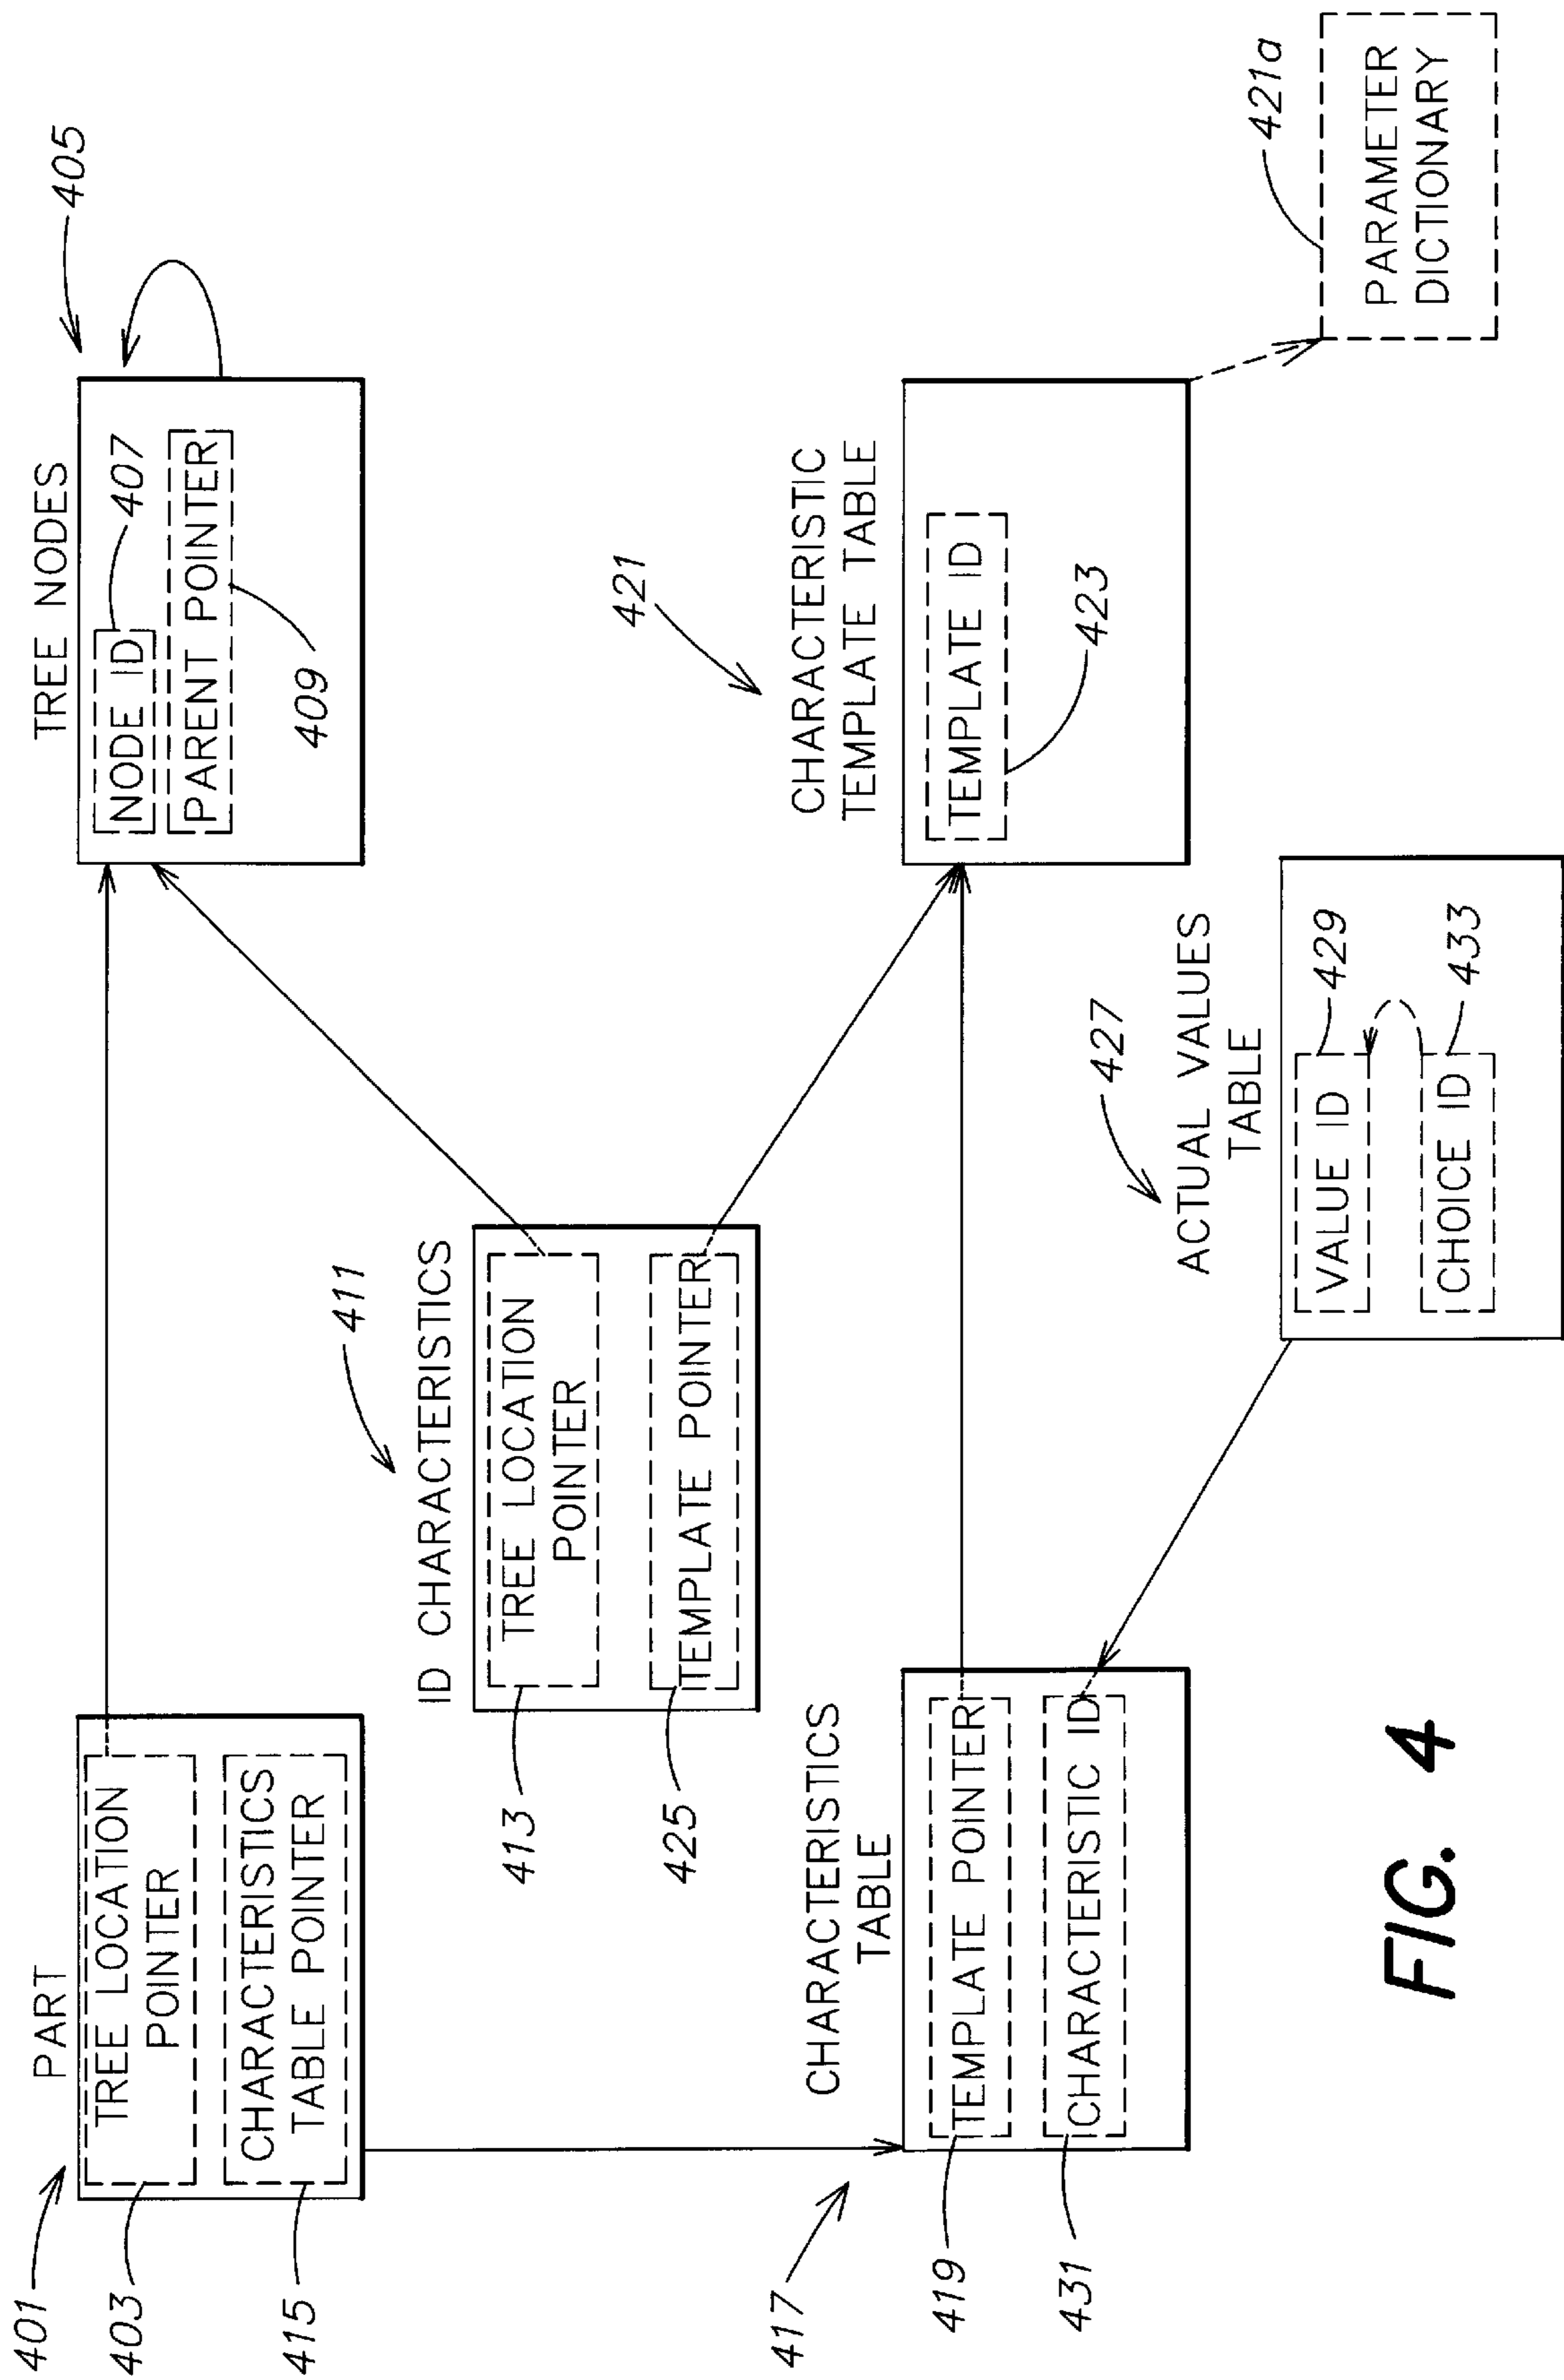 401
PART
403
TREE LOCATION
POINTER
415
CHARACTERISTICS
TABLE POINTER
TREE NODES
405
NODE ID
407
PARENT POINTER
409
411
ID CHARACTERISTICS
413
TREE LOCATION
POINTER
425
TEMPLATE POINTER
417
CHARACTERISTICS
TABLE
419
TEMPLATE POINTER
431
CHARACTERISTIC ID
421
CHARACTERISTIC
TEMPLATE TABLE
TEMPLATE ID
423
427
ACTUAL VALUES
TABLE
VALUE ID
429
CHOICE ID
433
421a
PARAMETER
DICTIONARY
FIG. 4